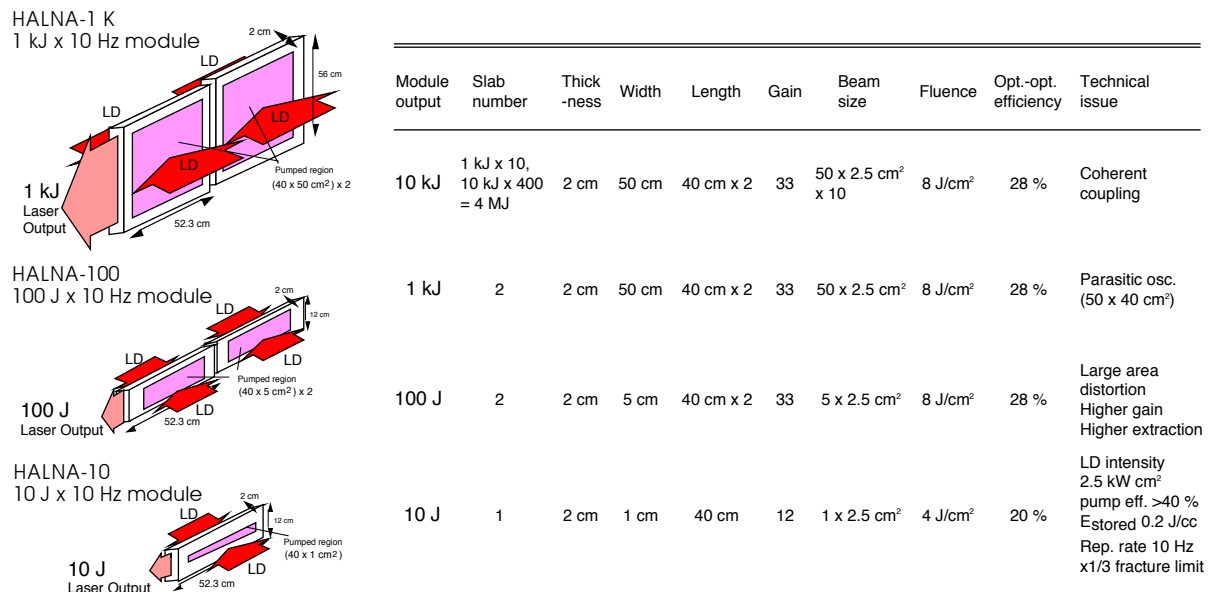 HALNA-1 K
1 kJ x 10 Hz module
2 cm
LD
56 cm
LD
LD
LD
Pumped region
(40 x 50 cm²) x 2
1 kJ
Laser
Output
52.3 cm
HALNA-100
100 J x 10 Hz module
2 cm
LD
12 cm
LD
LD
Pumped region
(40 x 5 cm²) x 2
LD
100 J
Laser Output
52.3 cm
HALNA-10
10 J x 10 Hz module
2 cm
LD
12 cm
Pumped region
(40 x 1 cm²)
LD
10 J
Laser Output
52.3 cm
Module output Slab number Thick -ness Width Length Gain Beam size Fluence Opt.-opt. efficiency Technical issue
10 kJ 1 kJ x 10, 10 kJ x 400 = 4 MJ 2 cm 50 cm 40 cm x 2 33 50 x 2.5 cm² x 10 8 J/cm² 28 % Coherent coupling
1 kJ 2 2 cm 50 cm 40 cm x 2 33 50 x 2.5 cm² 8 J/cm² 28 % Parasitic osc. (50 x 40 cm²)
100 J 2 2 cm 5 cm 40 cm x 2 33 5 x 2.5 cm² 8 J/cm² 28 % Large area distortion Higher gain Higher extraction
10 J 1 2 cm 1 cm 40 cm 12 1 x 2.5 cm² 4 J/cm² 20 % LD intensity 2.5 kW cm² pump eff. >40 % Estored 0.2 J/cc Rep. rate 10 Hz x1/3 fracture limit